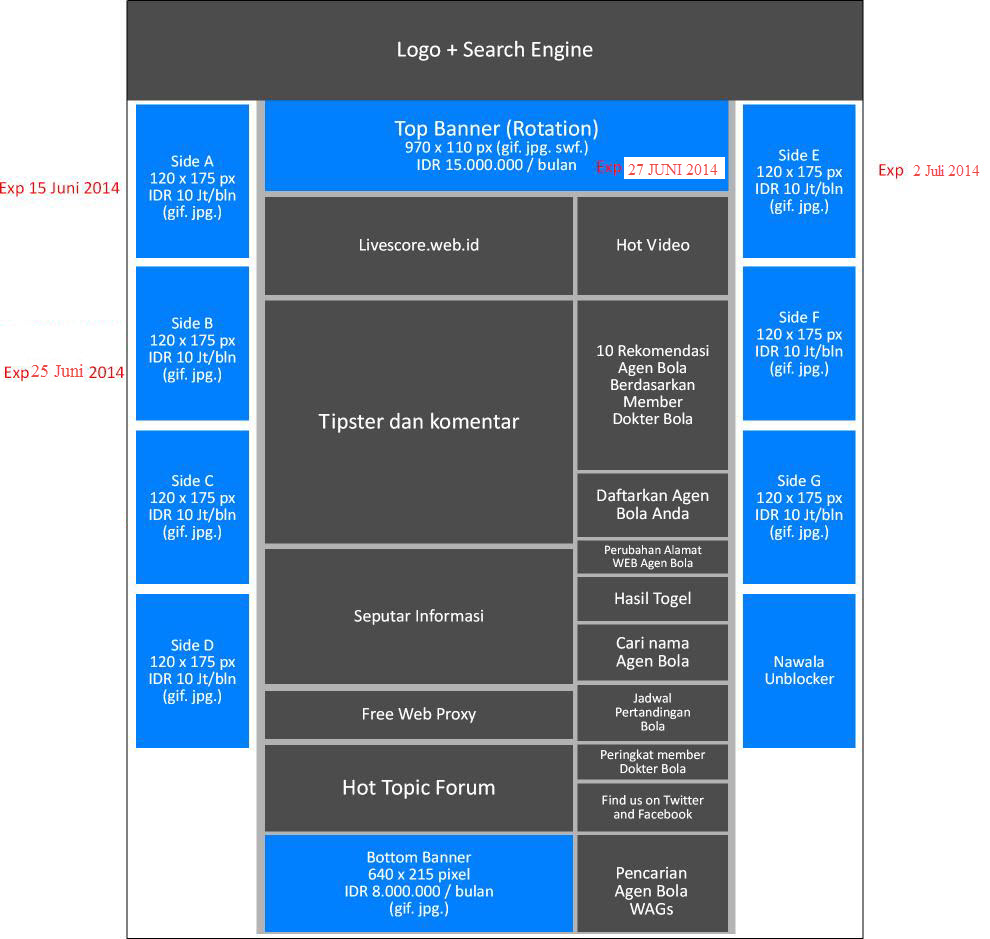 Logo + Search Engine
Top Banner (Rotation)
970 x 110 px (gif. jpg. swf.)
IDR 15.000.000 / bulan
Exp 27 JUNI 2014
Side A
120 x 175 px
IDR 10 Jt/bln
(gif. jpg.)
Exp 15 Juni 2014
Side B
120 x 175 px
IDR 10 Jt/bln
(gif. jpg.)
Exp 25 Juni 2014
Side C
120 x 175 px
IDR 10 Jt/bln
(gif. jpg.)
Side D
120 x 175 px
IDR 10 Jt/bln
(gif. jpg.)
Livescore.web.id
Tipster dan komentar
Seputar Informasi
Free Web Proxy
Hot Topic Forum
Bottom Banner
640 x 215 pixel
IDR 8.000.000 / bulan
(gif. jpg.)
Hot Video
10 Rekomendasi
Agen Bola
Berdasarkan
Member
Dokter Bola
Daftarkan Agen
Bola Anda
Perubahan Alamat
WEB Agen Bola
Hasil Togel
Cari nama
Agen Bola
Jadwal
Pertandingan
Bola
Peringkat member
Dokter Bola
Find us on Twitter
and Facebook
Pencarian
Agen Bola
WAGs
Side E
120 x 175 px
IDR 10 Jt/bln
(gif. jpg.)
Exp 2 Juli 2014
Side F
120 x 175 px
IDR 10 Jt/bln
(gif. jpg.)
Side G
120 x 175 px
IDR 10 Jt/bln
(gif. jpg.)
Nawala
Unblocker